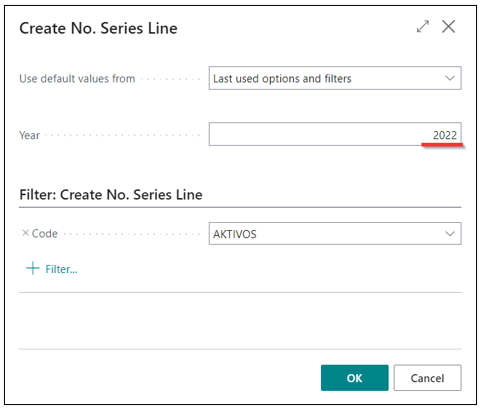 Create No. Series Line
Use default values from
Last used options and filters
Year
2022
Filter: Create No. Series Line
Code
AKTIVOS
Filter...
OK
Cancel